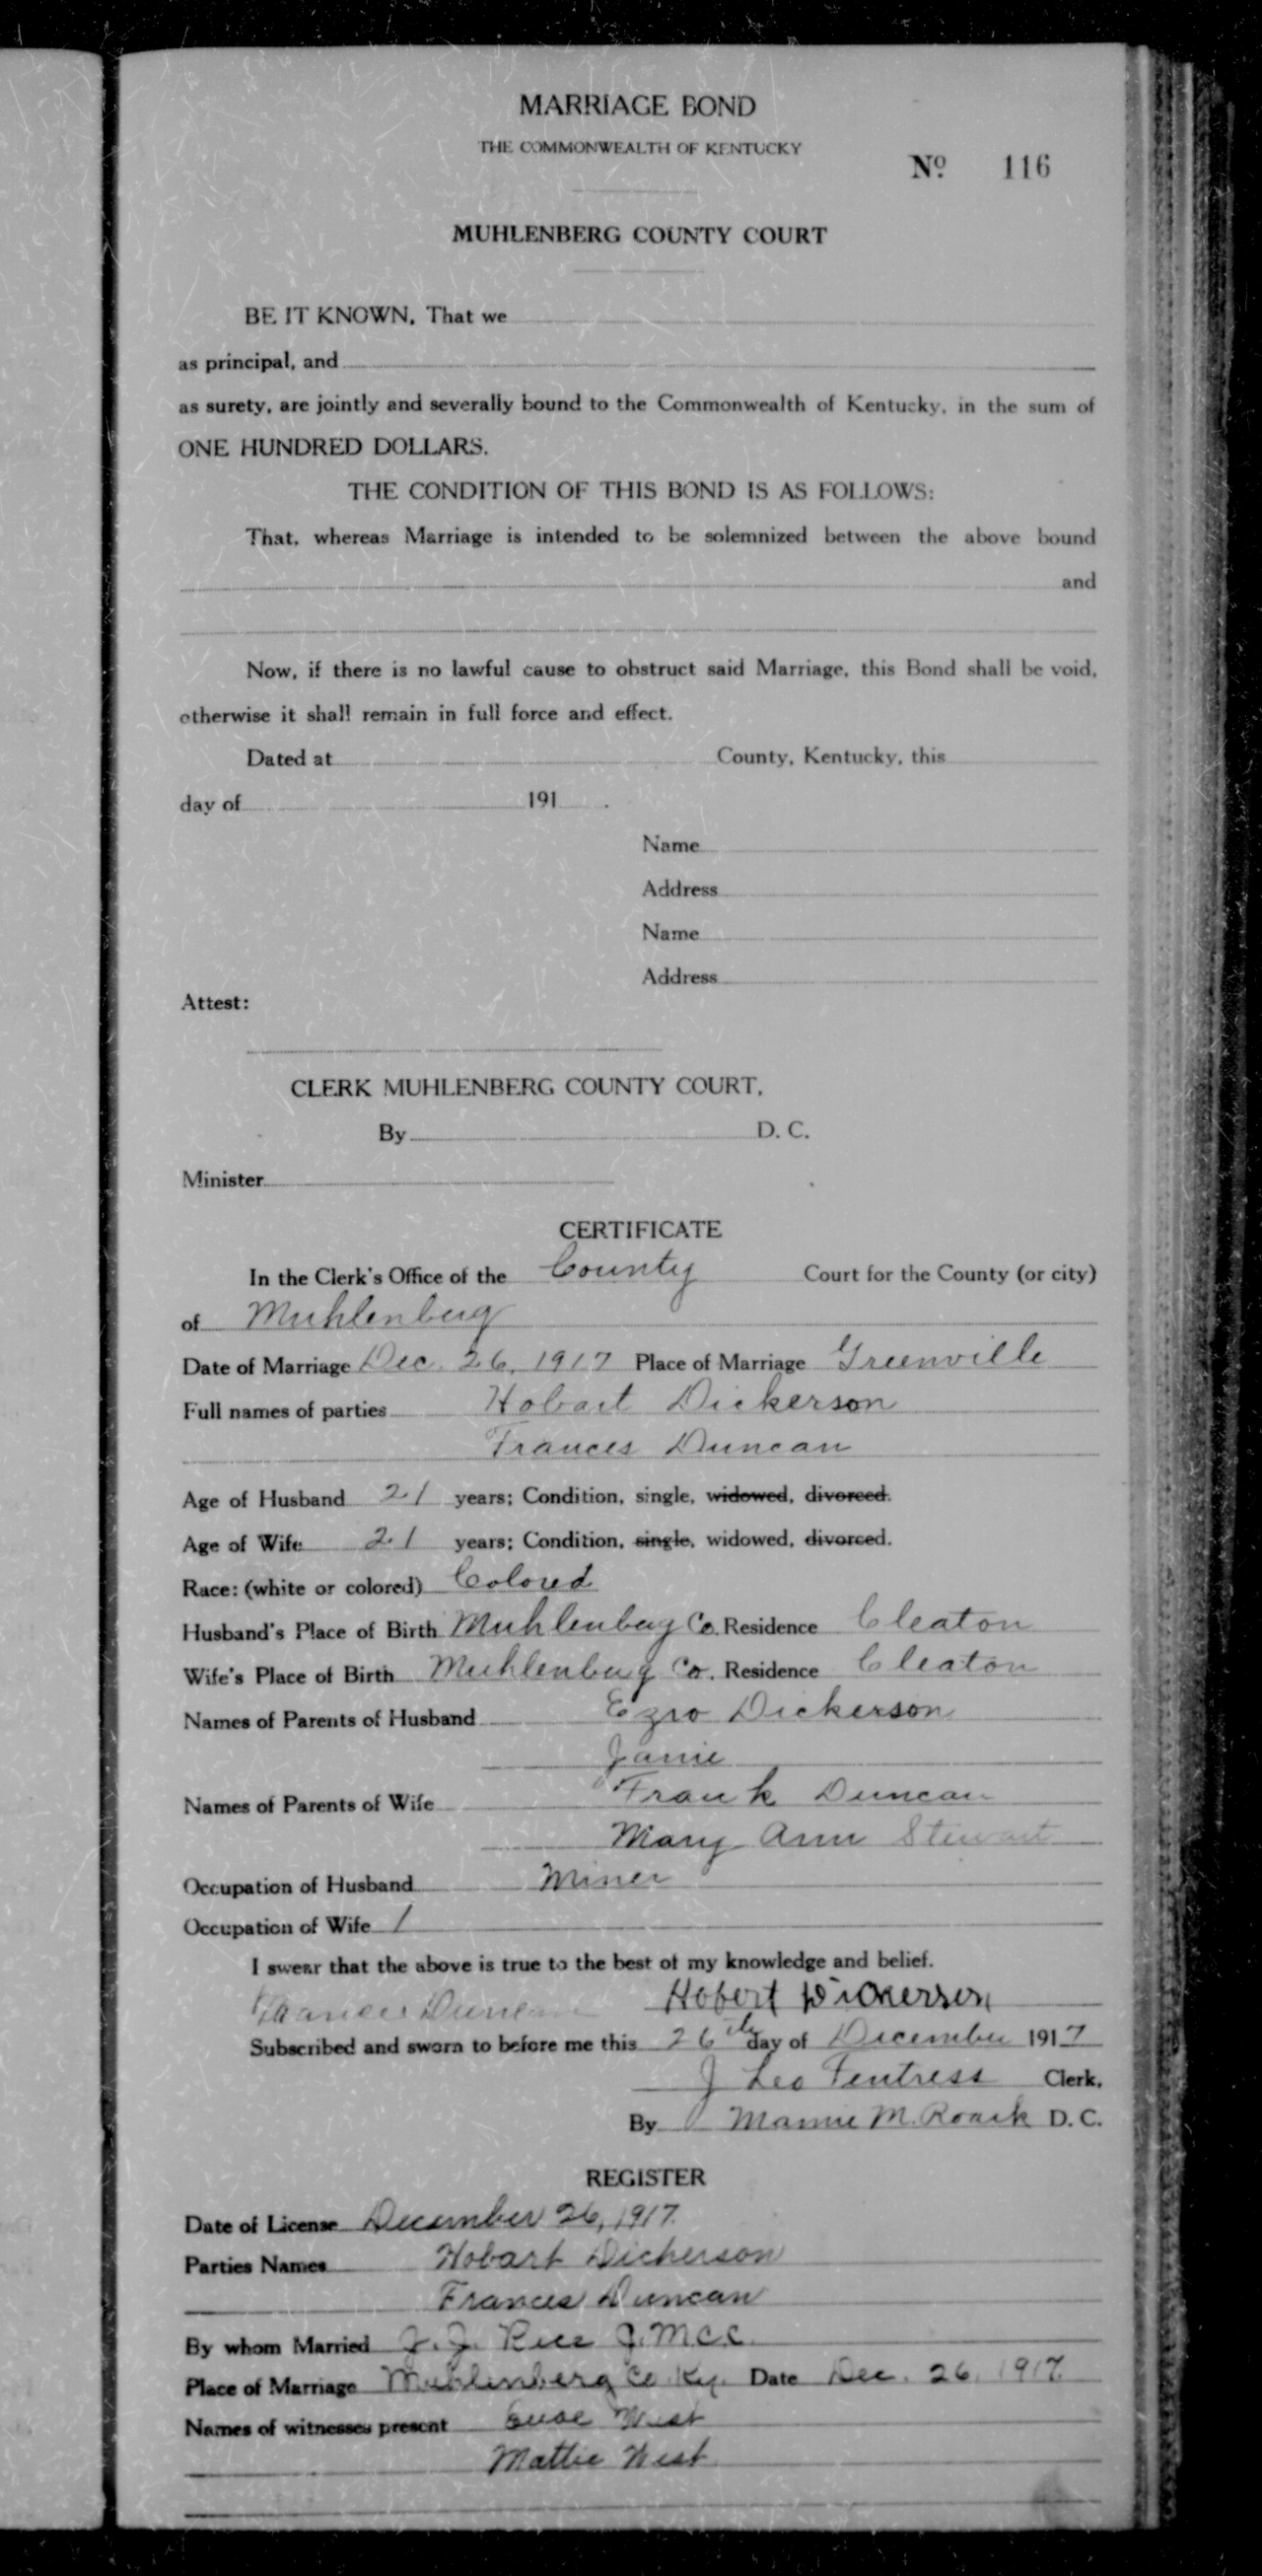 MARRIAGE BOND
THE COMMONWEALTH OF KENTUCKY
No. 116
MUHLENBERG COUNTY COURT
BE IT KNOWN, That we
as principal, and
as surety, are jointly and severally bound to the Commonwealth of Kentucky, in the sum of
ONE HUNDRED DOLLARS.
THE CONDITION OF THIS BOND IS AS FOLLOWS:
That, whereas Marriage is intended to be solemnized between the above bound
and
Now, if there is no lawful cause to obstruct said Marriage, this Bond shall be void,
otherwise it shall remain in full force and effect.
Dated at County, Kentucky, this
day of 191 .
Name
Address
Name
Address
Attest:
CLERK MUHLENBERG COUNTY COURT,
By D. C.
Minister
CERTIFICATE
In the Clerk's Office of the County Court for the County (or city)
of Muhlenberg
Date of Marriage Dec. 26, 1917 Place of Marriage Greenville
Full names of parties Hobart Dickerson
Frances Duncan
Age of Husband 21 years; Condition, single, widowed, divorced.
Age of Wife 21 years; Condition, single, widowed, divorced.
Race: (white or colored) Colored
Husband's Place of Birth Muhlenberg Co. Residence Cleaton
Wife's Place of Birth Muhlenberg Co. Residence Cleaton
Names of Parents of Husband Ezro Dickerson
Janie
Names of Parents of Wife Frank Duncan
Mary Ann Stewart
Occupation of Husband Miner
Occupation of Wife /
I swear that the above is true to the best of my knowledge and belief.
Frances Duncan Hobert Dickerson
Subscribed and sworn to before me this 26th day of December 1917
J Leo Fentress Clerk,
By Mamie M. Roark D. C.
REGISTER
Date of License December 26, 1917.
Parties Names Hobart Dickerson
Frances Duncan
By whom Married J. J. Rice J.M.C.C.
Place of Marriage Muhlenberg Co Ky. Date Dec. 26, 1917.
Names of witnesses present West
Mattie West